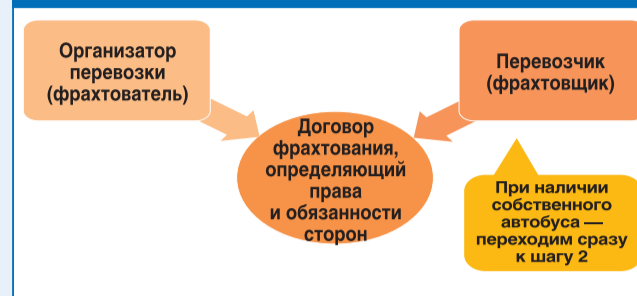 Организатор
перевозки
(фрахтователь)
Перевозчик
(фрахтовщик)
Договор
фрахтования,
определяющий
права
и обязанности
сторон
При наличии
собственного
автобуса —
переходим сразу
к шагу 2